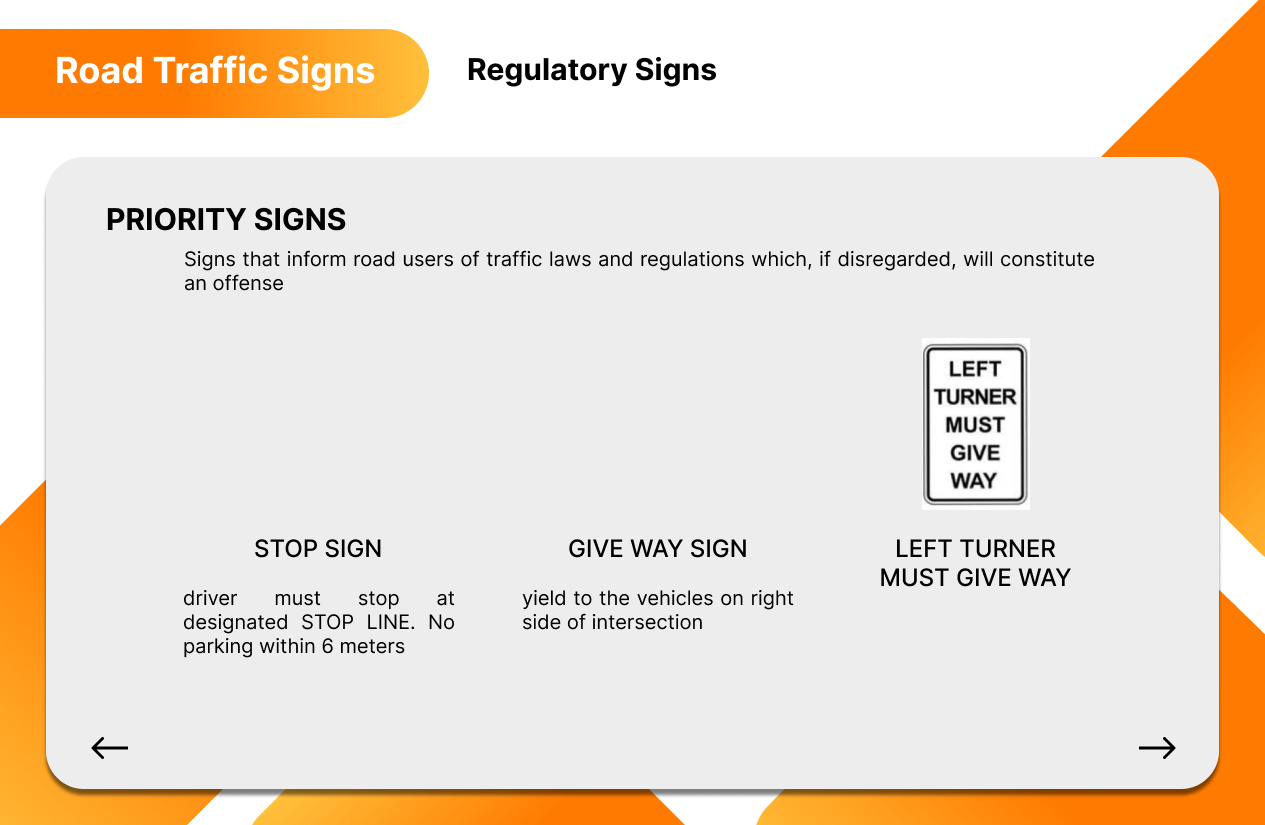 Road Traffic Signs
Regulatory Signs
PRIORITY SIGNS
Signs that inform road users of traffic laws and regulations which, if disregarded, will constitute
an offense
LEFT
TURNER
MUST
GIVE
WAY
STOP SIGN
driver must stop at
designated STOP LINE. No
parking within 6 meters
GIVE WAY SIGN
yield to the vehicles on right
side of intersection
LEFT TURNER
MUST GIVE WAY